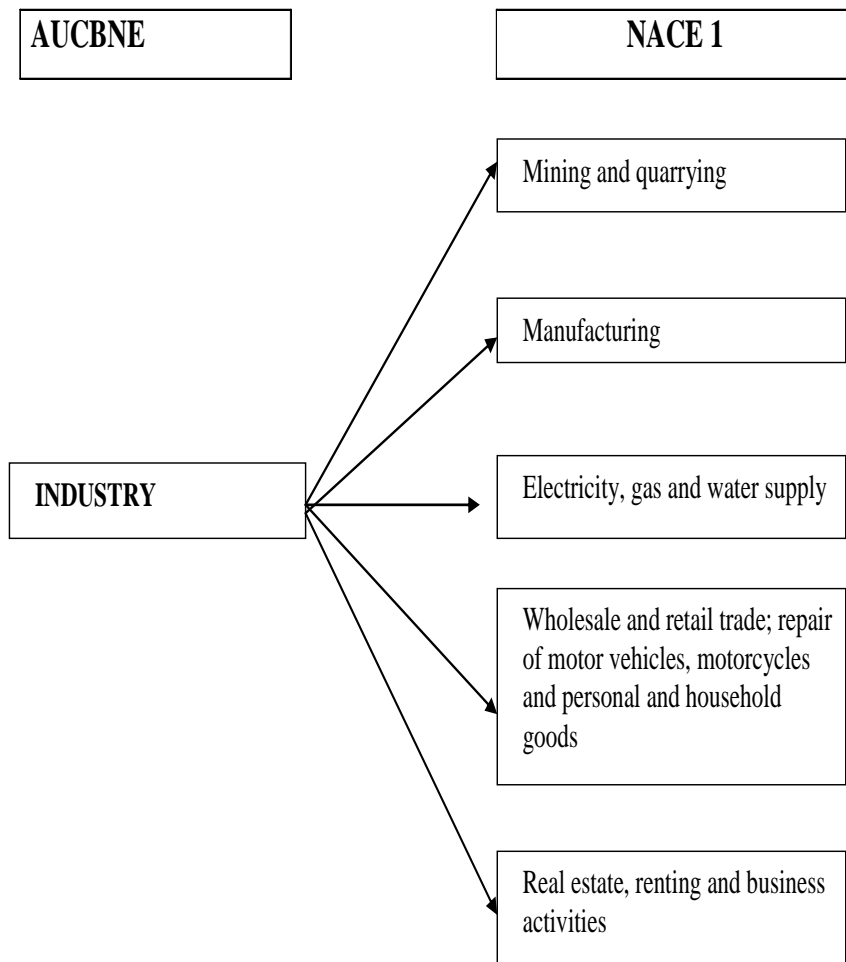 AUCBNE
NACE 1
Mining and quarrying
Manufacturing
INDUSTRY
Electricity, gas and water supply
Wholesale and retail trade; repair
of motor vehicles, motorcycles
and personal and household
goods
Real estate, renting and business
activities